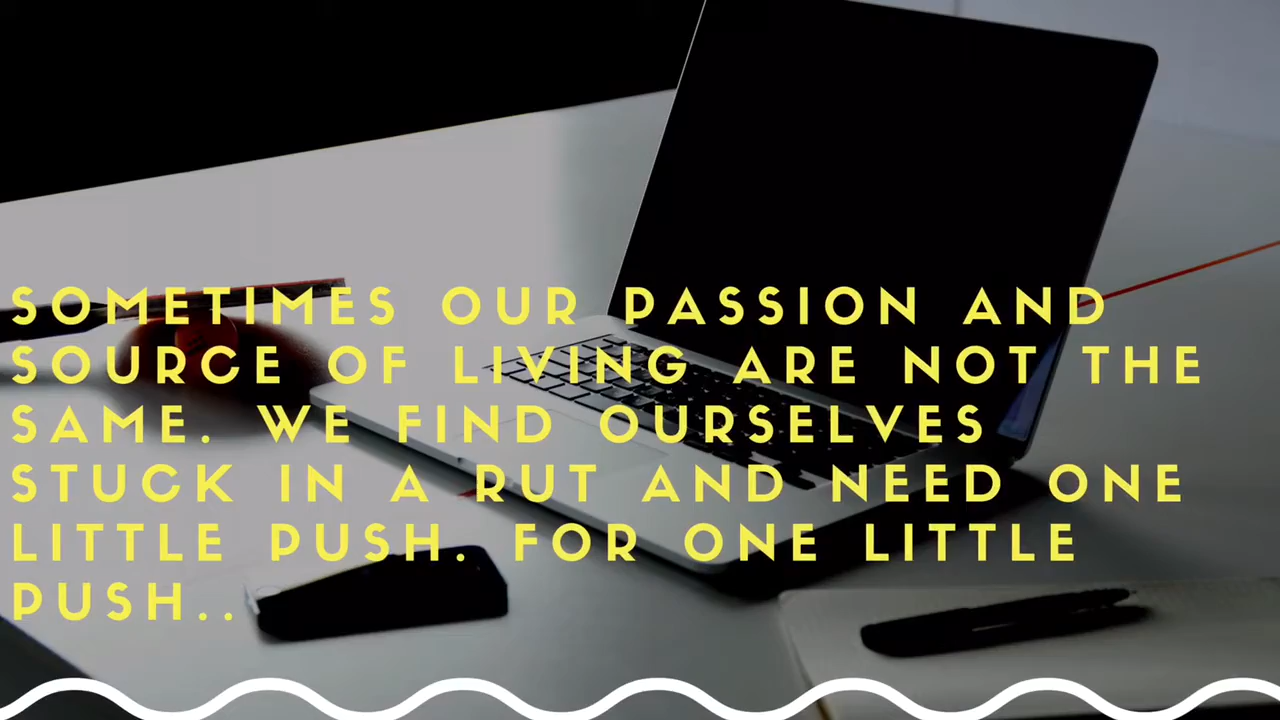 SOMETIMES OUR PASSION AND
SOURCE OF LIVING ARE NOT THE
SAME. WE FIND OURSELVES
STUCK IN A RUT AND NEED ONE
LITTLE PUSH. FOR ONE LITTLE
PUSH..